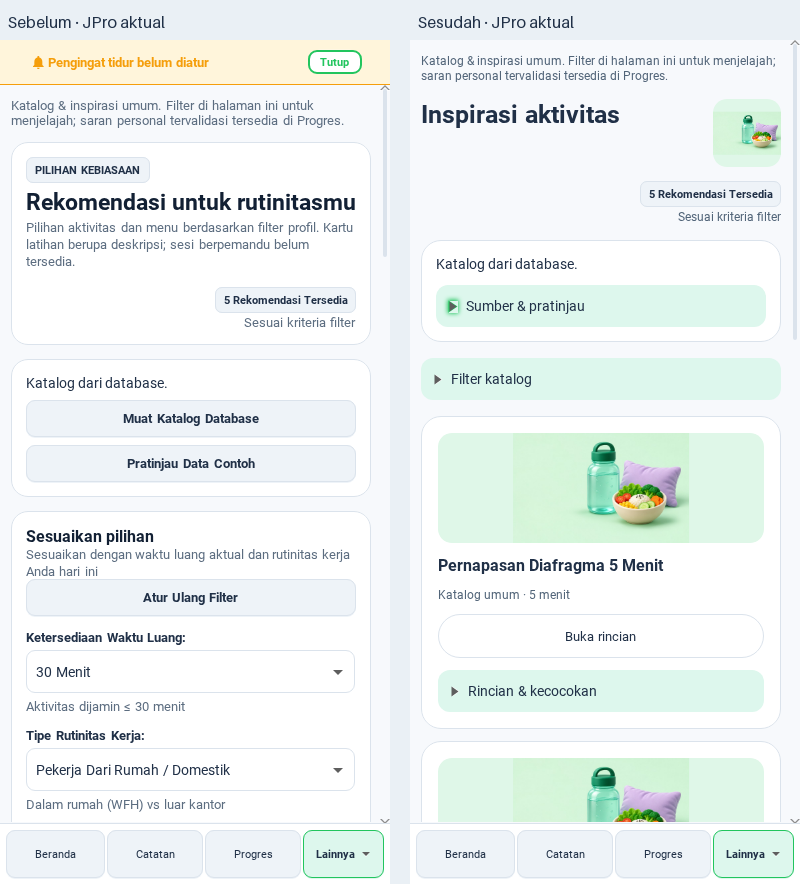 Sebelum · JPro aktual
Pengingat tidur belum diatur
Tutup
Katalog & inspirasi umum. Filter di halaman ini untuk
menjelajah; saran personal tervalidasi tersedia di Progres.
PILIHAN KEBIASAAN
Rekomendasi untuk rutinitasmu
Pilihan aktivitas dan menu berdasarkan filter profil. Kartu
latihan berupa deskripsi; sesi berpemandu belum
tersedia.
5 Rekomendasi Tersedia
Sesuai kriteria filter
Katalog dari database.
Muat Katalog Database
Pratinjau Data Contoh
Sesuaikan pilihan
Sesuaikan dengan waktu luang aktual dan rutinitas kerja
Anda hari ini
Atur Ulang Filter
Ketersediaan Waktu Luang:
30 Menit
Aktivitas dijamin ≤ 30 menit
Tipe Rutinitas Kerja:
Pekerja Dari Rumah / Domestik
Dalam rumah (WFH) vs luar kantor
Beranda
Catatan
Progres
Lainnya
Sesudah · JPro aktual
Katalog & inspirasi umum. Filter di halaman ini untuk menjelajah;
saran personal tervalidasi tersedia di Progres.
Inspirasi aktivitas
5 Rekomendasi Tersedia
Sesuai kriteria filter
Katalog dari database.
Sumber & pratinjau
Filter katalog
Pernapasan Diafragma 5 Menit
Katalog umum · 5 menit
Buka rincian
Rincian & kecocokan
Beranda
Catatan
Progres
Lainnya